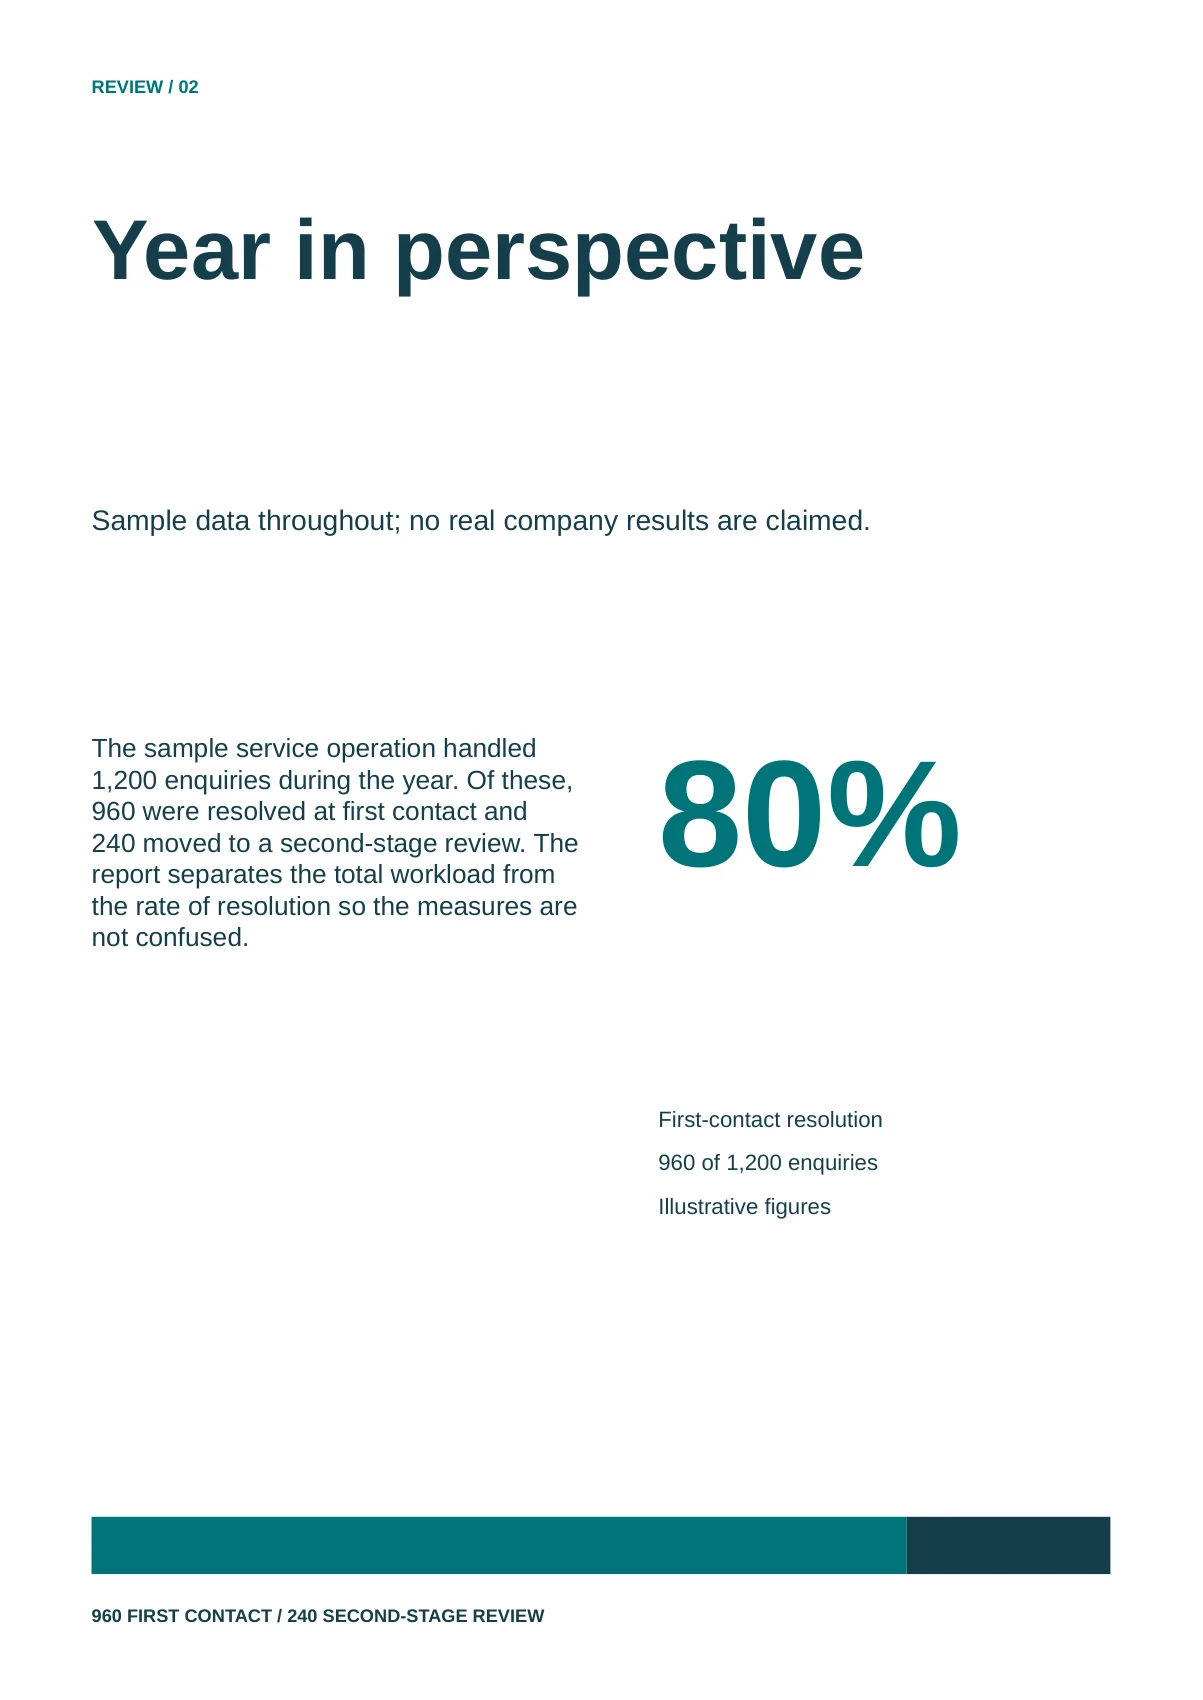 REVIEW / 02
Year in perspective
Sample data throughout; no real company results are claimed.
The sample service operation handled
1,200 enquiries during the year. Of these,
960 were resolved at first contact and
240 moved to a second-stage review. The
report separates the total workload from
the rate of resolution so the measures are
not confused.
80%
First-contact resolution
960 of 1,200 enquiries
Illustrative figures
960 FIRST CONTACT / 240 SECOND-STAGE REVIEW